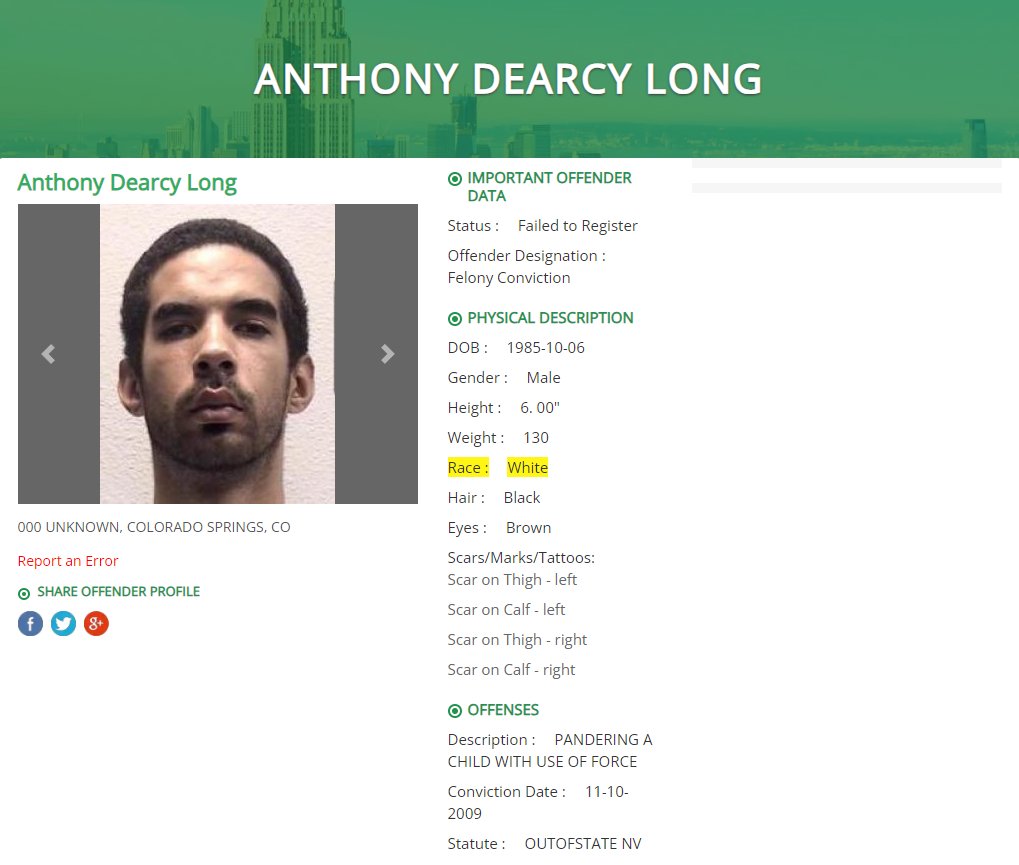 ANTHONY DEARCY LONG
Anthony Dearcy Long
000 UNKNOWN, COLORADO SPRINGS, CO
Report an Error
SHARE OFFENDER PROFILE
f
8+
IMPORTANT OFFENDER
DATA
Status : Failed to Register
Offender Designation :
Felony Conviction
PHYSICAL DESCRIPTION
DOB : 1985-10-06
Gender : Male
Height : 6. 00"
Weight : 130
Race : White
Hair : Black
Eyes : Brown
Scars/Marks/Tattoos:
Scar on Thigh - left
Scar on Calf - left
Scar on Thigh - right
Scar on Calf - right
OFFENSES
Description : PANDERING A
CHILD WITH USE OF FORCE
Conviction Date : 11-10-
2009
Statute : OUTOFSTATE NV